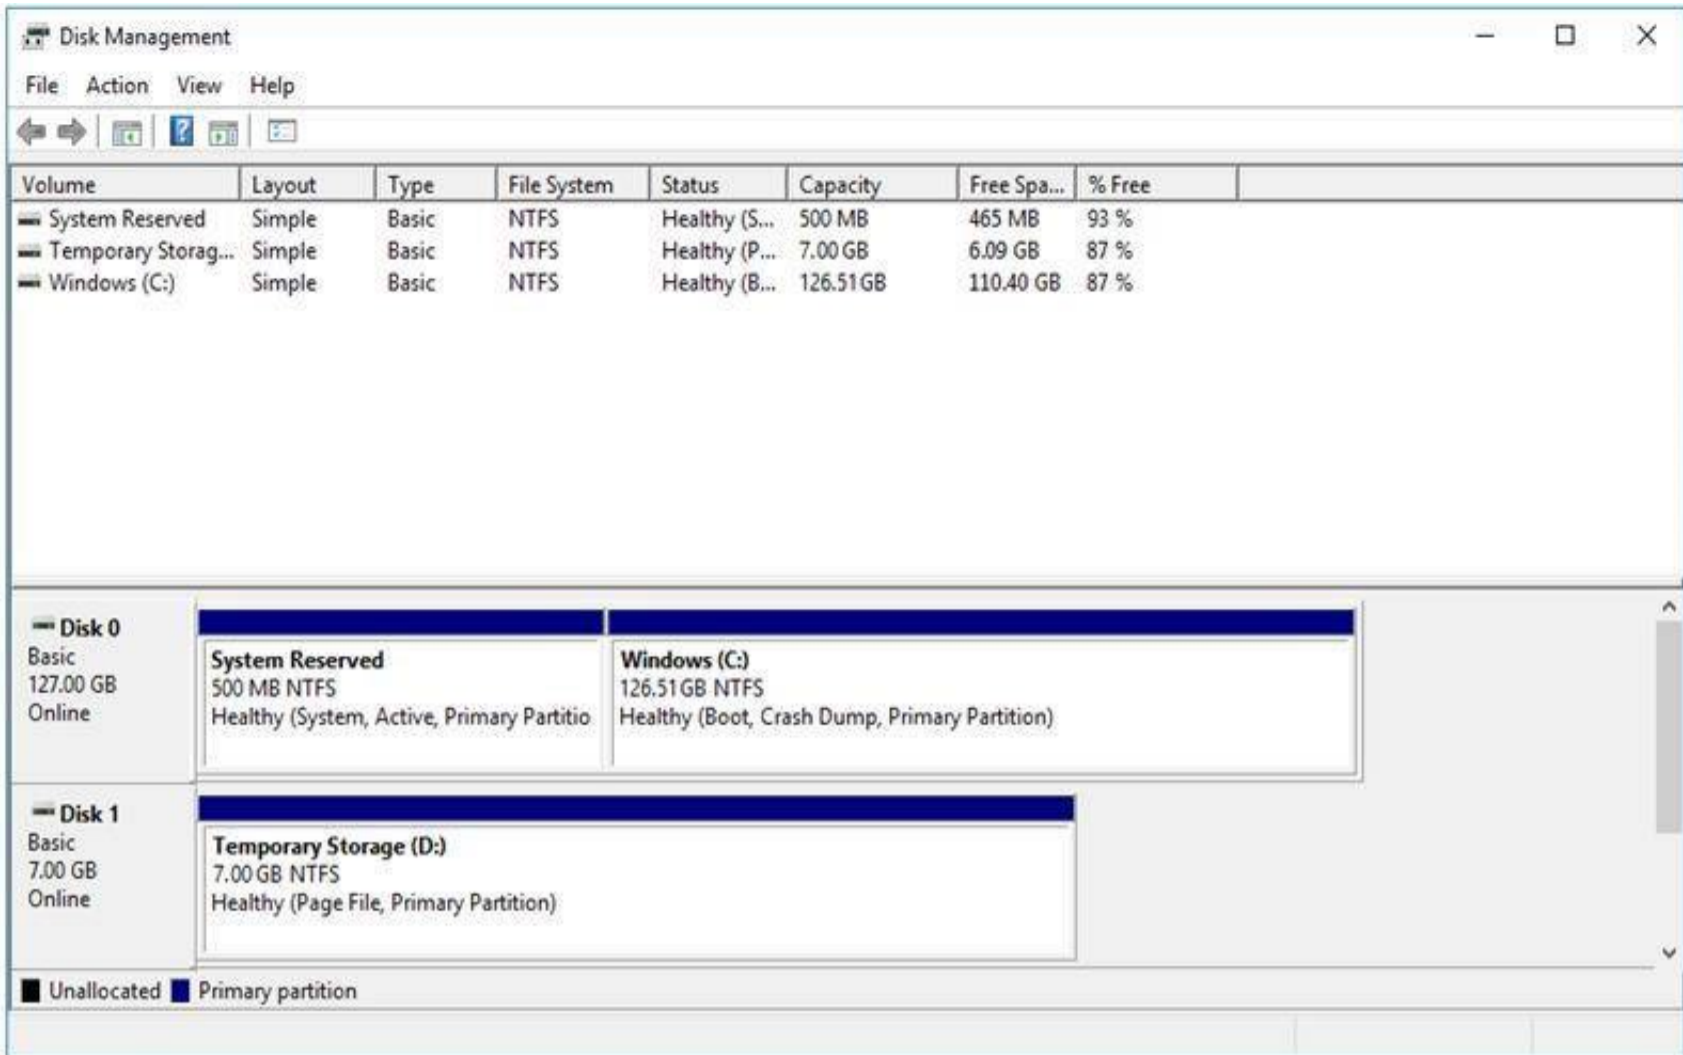 Disk Management
File Action View Help
Volume Layout Type File System Status Capacity Free Spa... % Free
System Reserved Simple Basic NTFS Healthy (S... 500 MB 465 MB 93 %
Temporary Storag... Simple Basic NTFS Healthy (P... 7.00 GB 6.09 GB 87 %
Windows (C:) Simple Basic NTFS Healthy (B... 126.51 GB 110.40 GB 87 %
Disk 0
Basic
127.00 GB
Online
System Reserved
500 MB NTFS
Healthy (System, Active, Primary Partitio
Windows (C:)
126.51 GB NTFS
Healthy (Boot, Crash Dump, Primary Partition)
Disk 1
Basic
7.00 GB
Online
Temporary Storage (D:)
7.00 GB NTFS
Healthy (Page File, Primary Partition)
Unallocated Primary partition